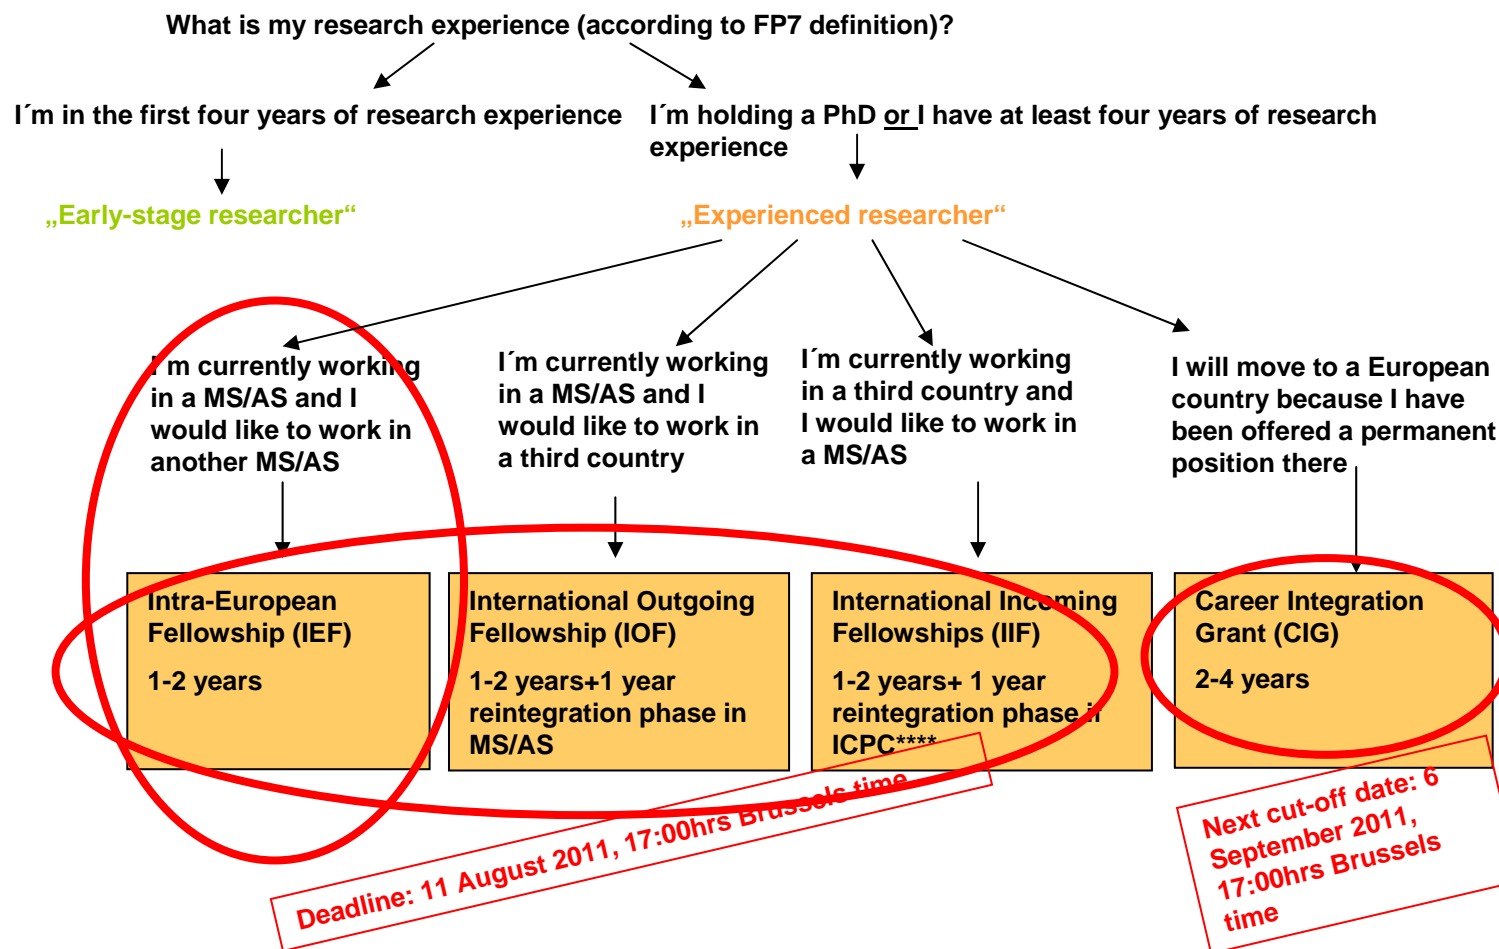 What is my research experience (according to FP7 definition)?
I´m in the first four years of research experience
I´m holding a PhD or I have at least four years of research
experience
„Early-stage researcher“
„Experienced researcher“
I´m currently working
in a MS/AS and I
would like to work in
another MS/AS
I´m currently working
in a MS/AS and I
would like to work in
a third country
I´m currently working
in a third country and
I would like to work in
a MS/AS
I will move to a European
country because I have
been offered a permanent
position there
Intra-European
Fellowship (IEF)
1-2 years
International Outgoing
Fellowship (IOF)
1-2 years+1 year
reintegration phase in
MS/AS
International Incoming
Fellowships (IIF)
1-2 years+ 1 year
reintegration phase if
ICPC****
Career Integration
Grant (CIG)
2-4 years
Deadline: 11 August 2011, 17:00hrs Brussels time
Next cut-off date: 6
September 2011,
17:00hrs Brussels
time